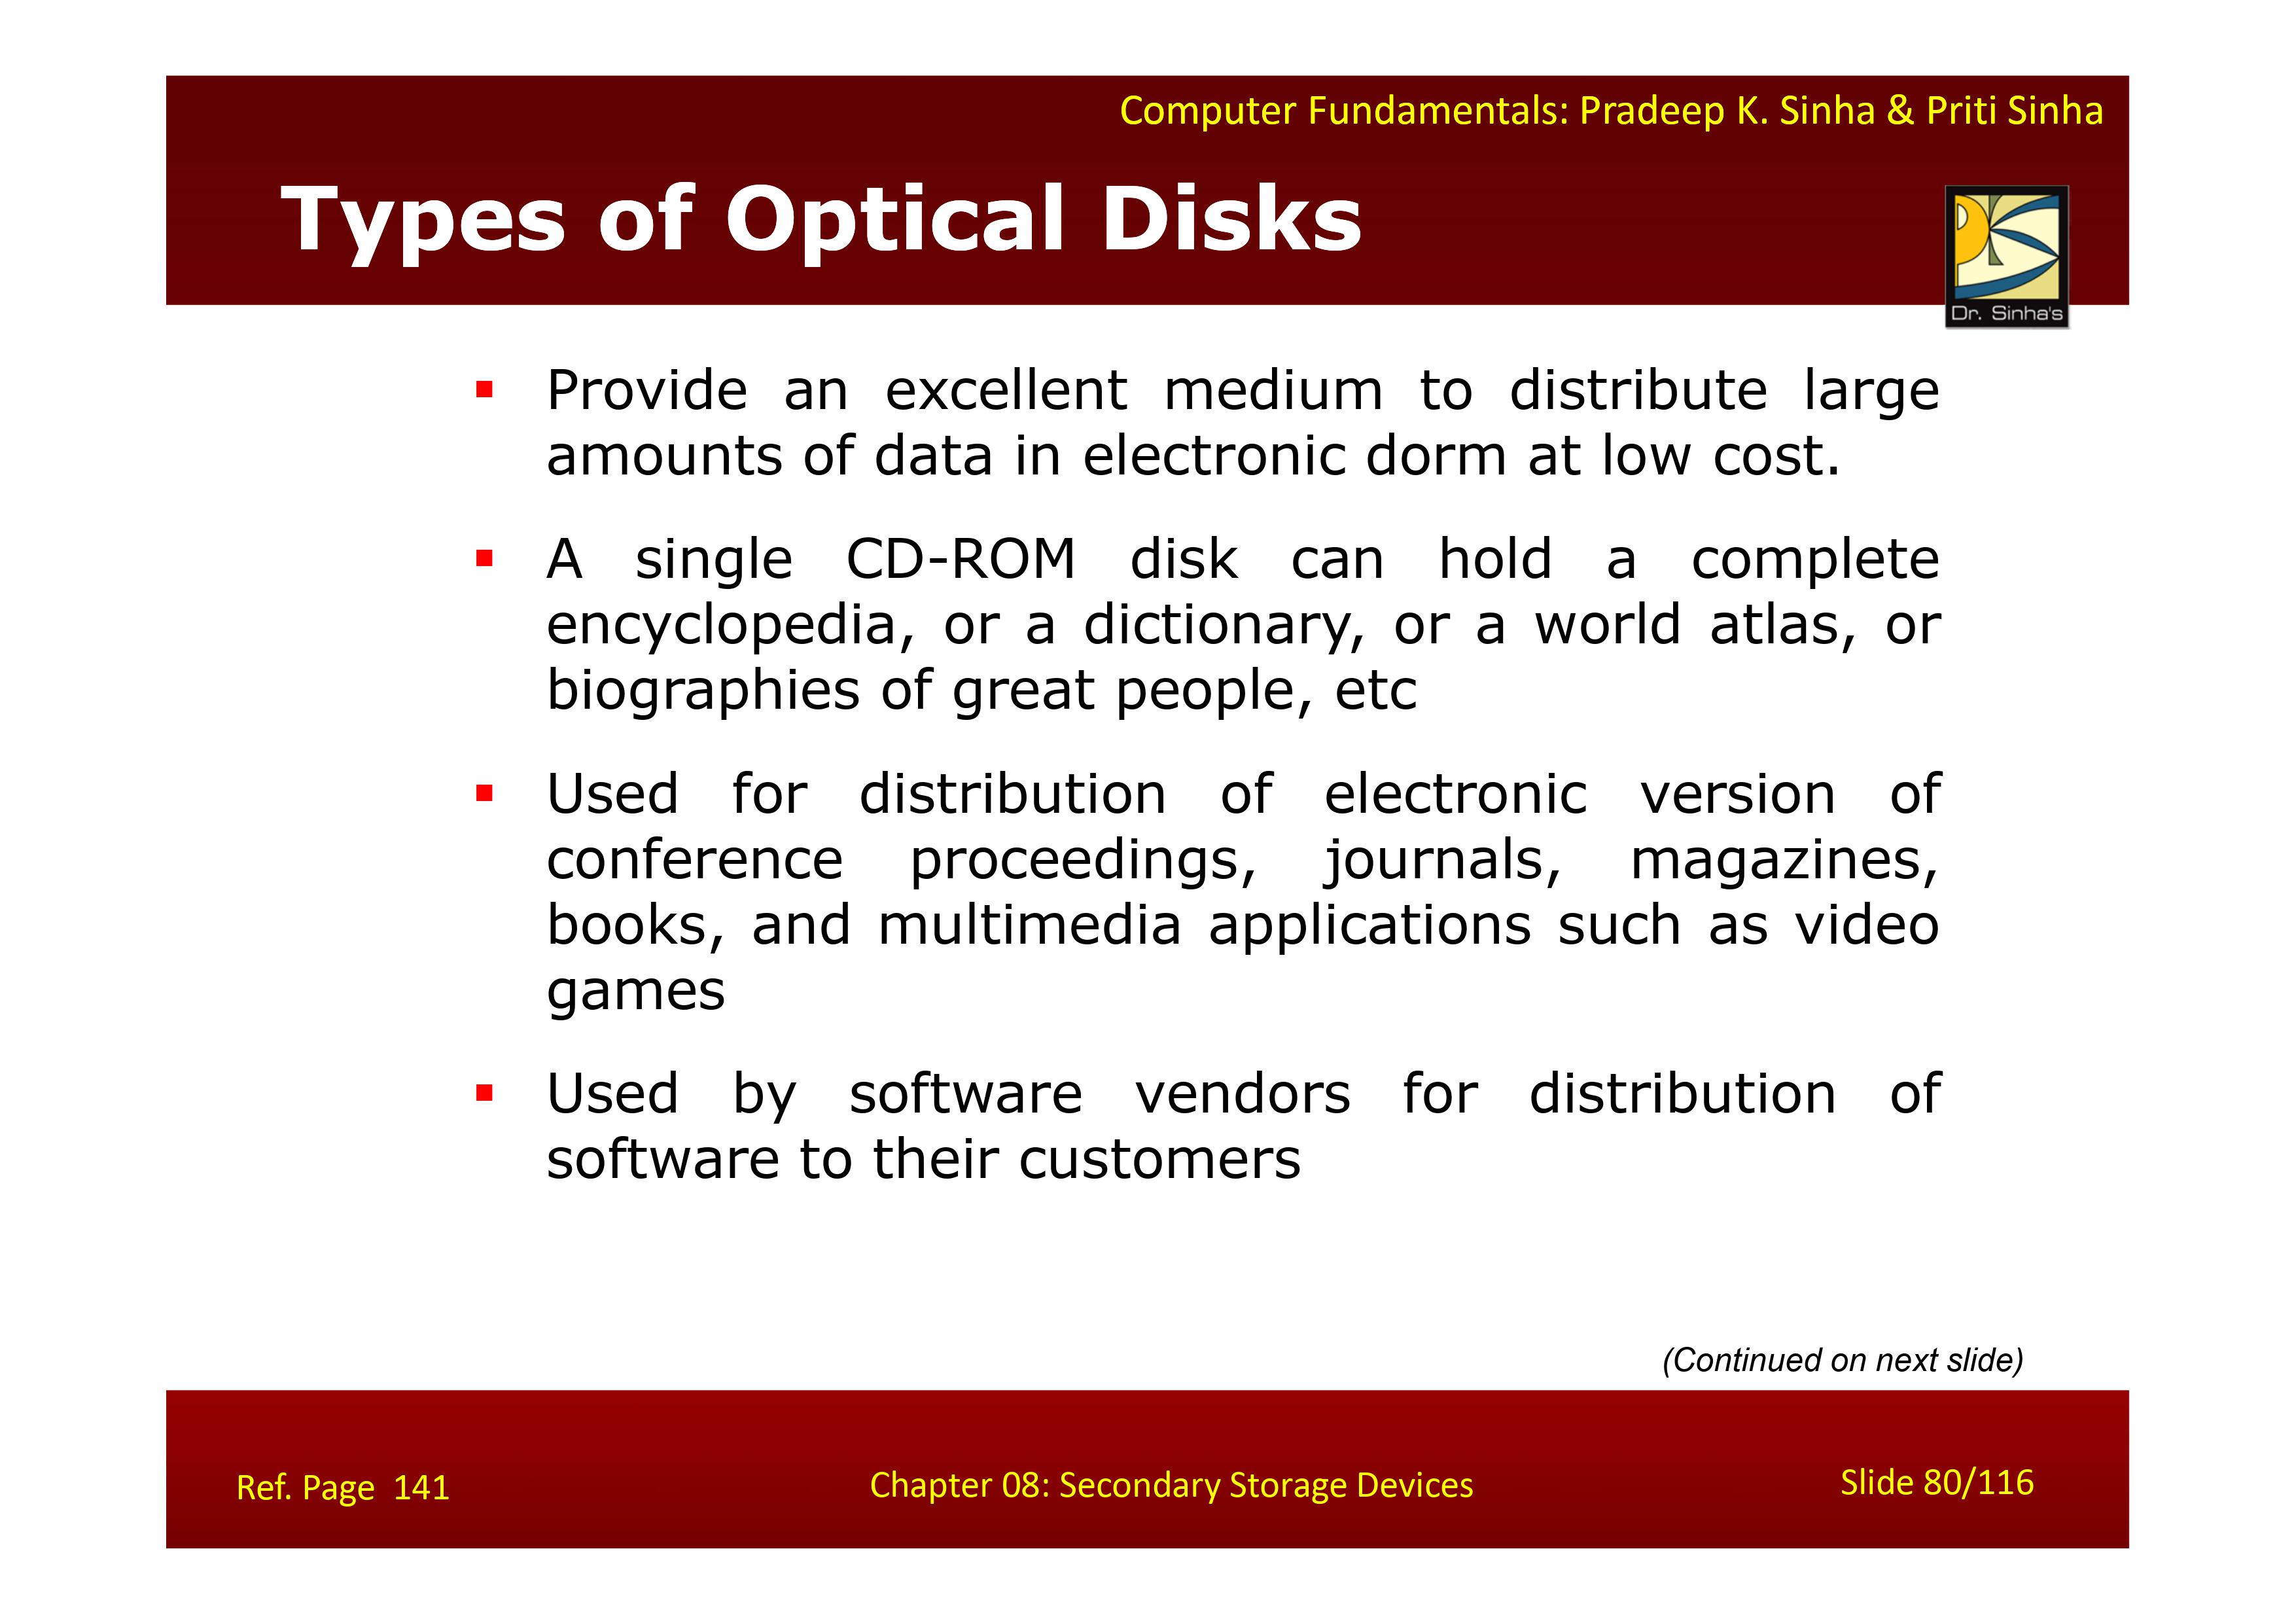 Computer Fundamentals: Pradeep K. Sinha & Priti Sinha
Types of Optical Disks
Dr. Sinha's
▪ Provide an excellent medium to distribute large
amounts of data in electronic dorm at low cost.
▪ A single CD-ROM disk can hold a complete
encyclopedia, or a dictionary, or a world atlas, or
biographies of great people, etc
▪ Used for distribution of electronic version of
conference proceedings, journals, magazines,
books, and multimedia applications such as video
games
▪ Used by software vendors for distribution of
software to their customers
(Continued on next slide)
Ref. Page 141
Chapter 08: Secondary Storage Devices
Slide 80/116